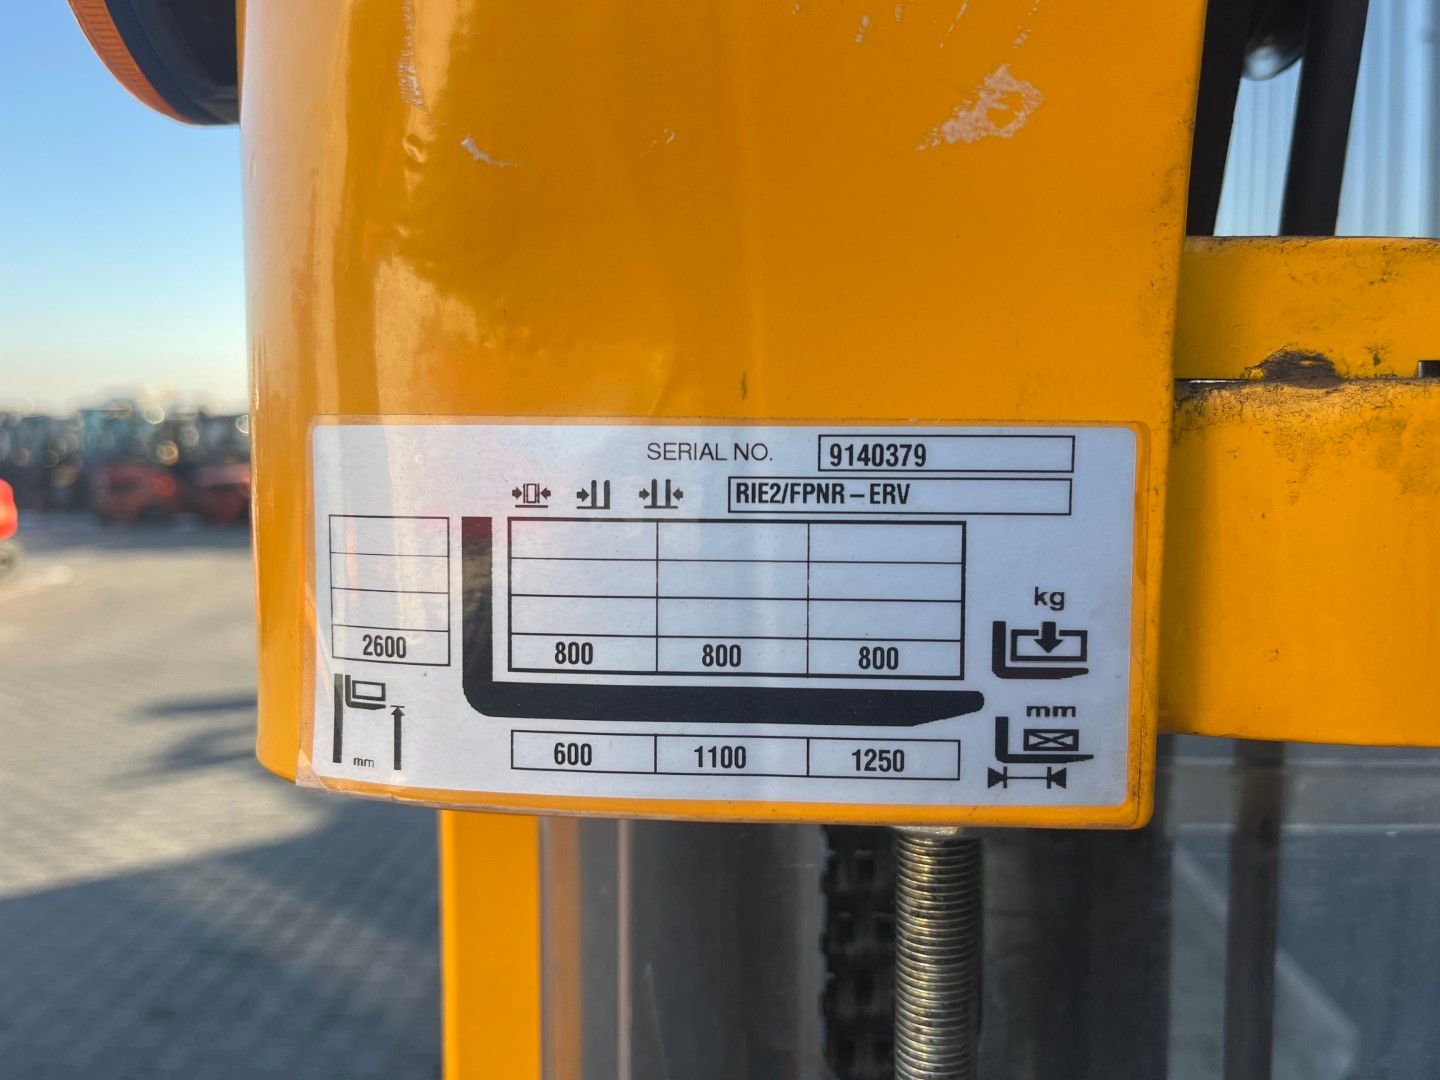 SERIAL NO. 9140379
RIE2/FPNR – ERV
2600 800 800 800
kg
mm
mm
600 1100 1250